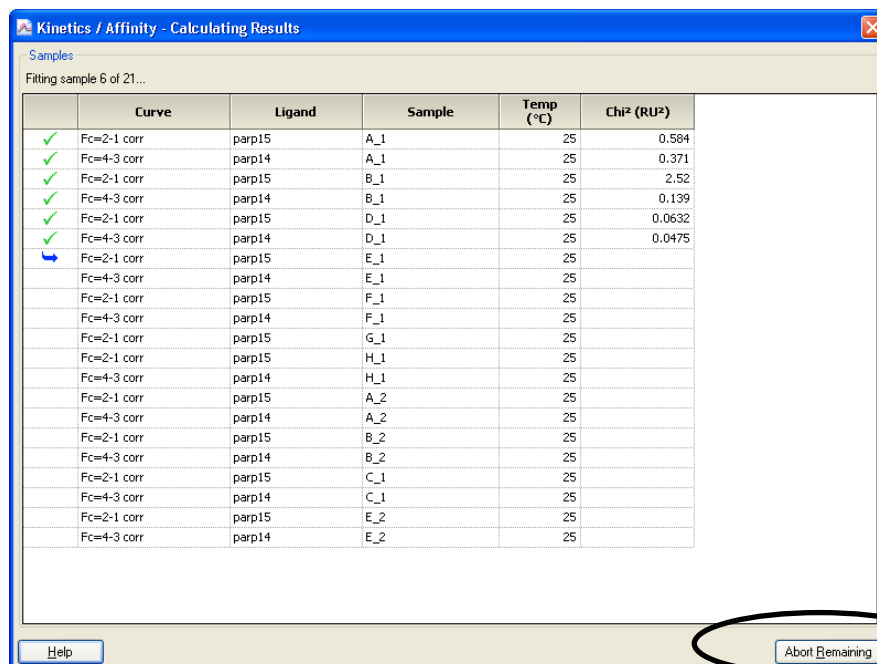 Kinetics / Affinity - Calculating Results
Samples
Fitting sample 6 of 21...
Curve Ligand Sample Temp (°C) Chi² (RU²)
Fc=2-1 corr parp15 A_1 25 0.584
Fc=4-3 corr parp14 A_1 25 0.371
Fc=2-1 corr parp15 B_1 25 2.52
Fc=4-3 corr parp14 B_1 25 0.139
Fc=2-1 corr parp15 D_1 25 0.0632
Fc=4-3 corr parp14 D_1 25 0.0475
Fc=2-1 corr parp15 E_1 25
Fc=4-3 corr parp14 E_1 25
Fc=2-1 corr parp15 F_1 25
Fc=4-3 corr parp14 F_1 25
Fc=2-1 corr parp15 G_1 25
Fc=2-1 corr parp15 H_1 25
Fc=4-3 corr parp14 H_1 25
Fc=2-1 corr parp15 A_2 25
Fc=4-3 corr parp14 A_2 25
Fc=2-1 corr parp15 B_2 25
Fc=4-3 corr parp14 B_2 25
Fc=2-1 corr parp15 C_1 25
Fc=4-3 corr parp14 C_1 25
Fc=2-1 corr parp15 E_2 25
Fc=4-3 corr parp14 E_2 25
Help Abort Remaining